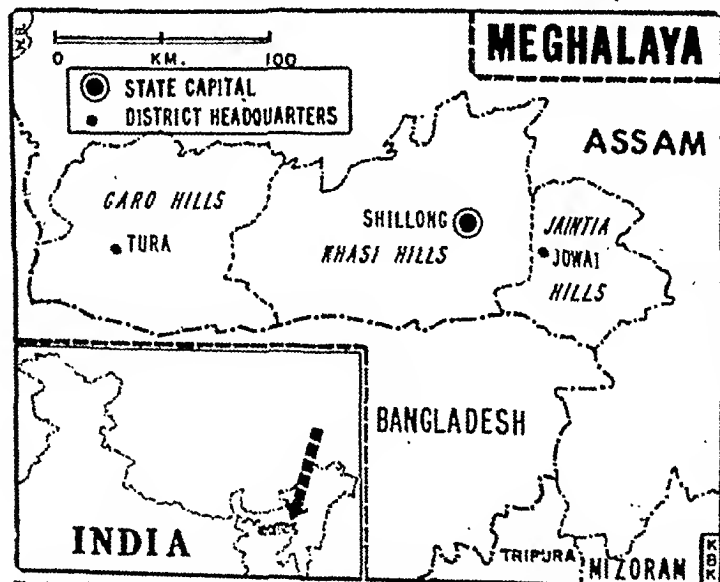 MEGHALAYA
0 KM. 100
STATE CAPITAL
DISTRICT HEADQUARTERS
ASSAM
GARO HILLS
TURA
SHILLONG
KHASI HILLS
JAINTIA
JOWAI
HILLS
BANGLADESH
INDIA
TRIPURA
MIZORAM
KBK